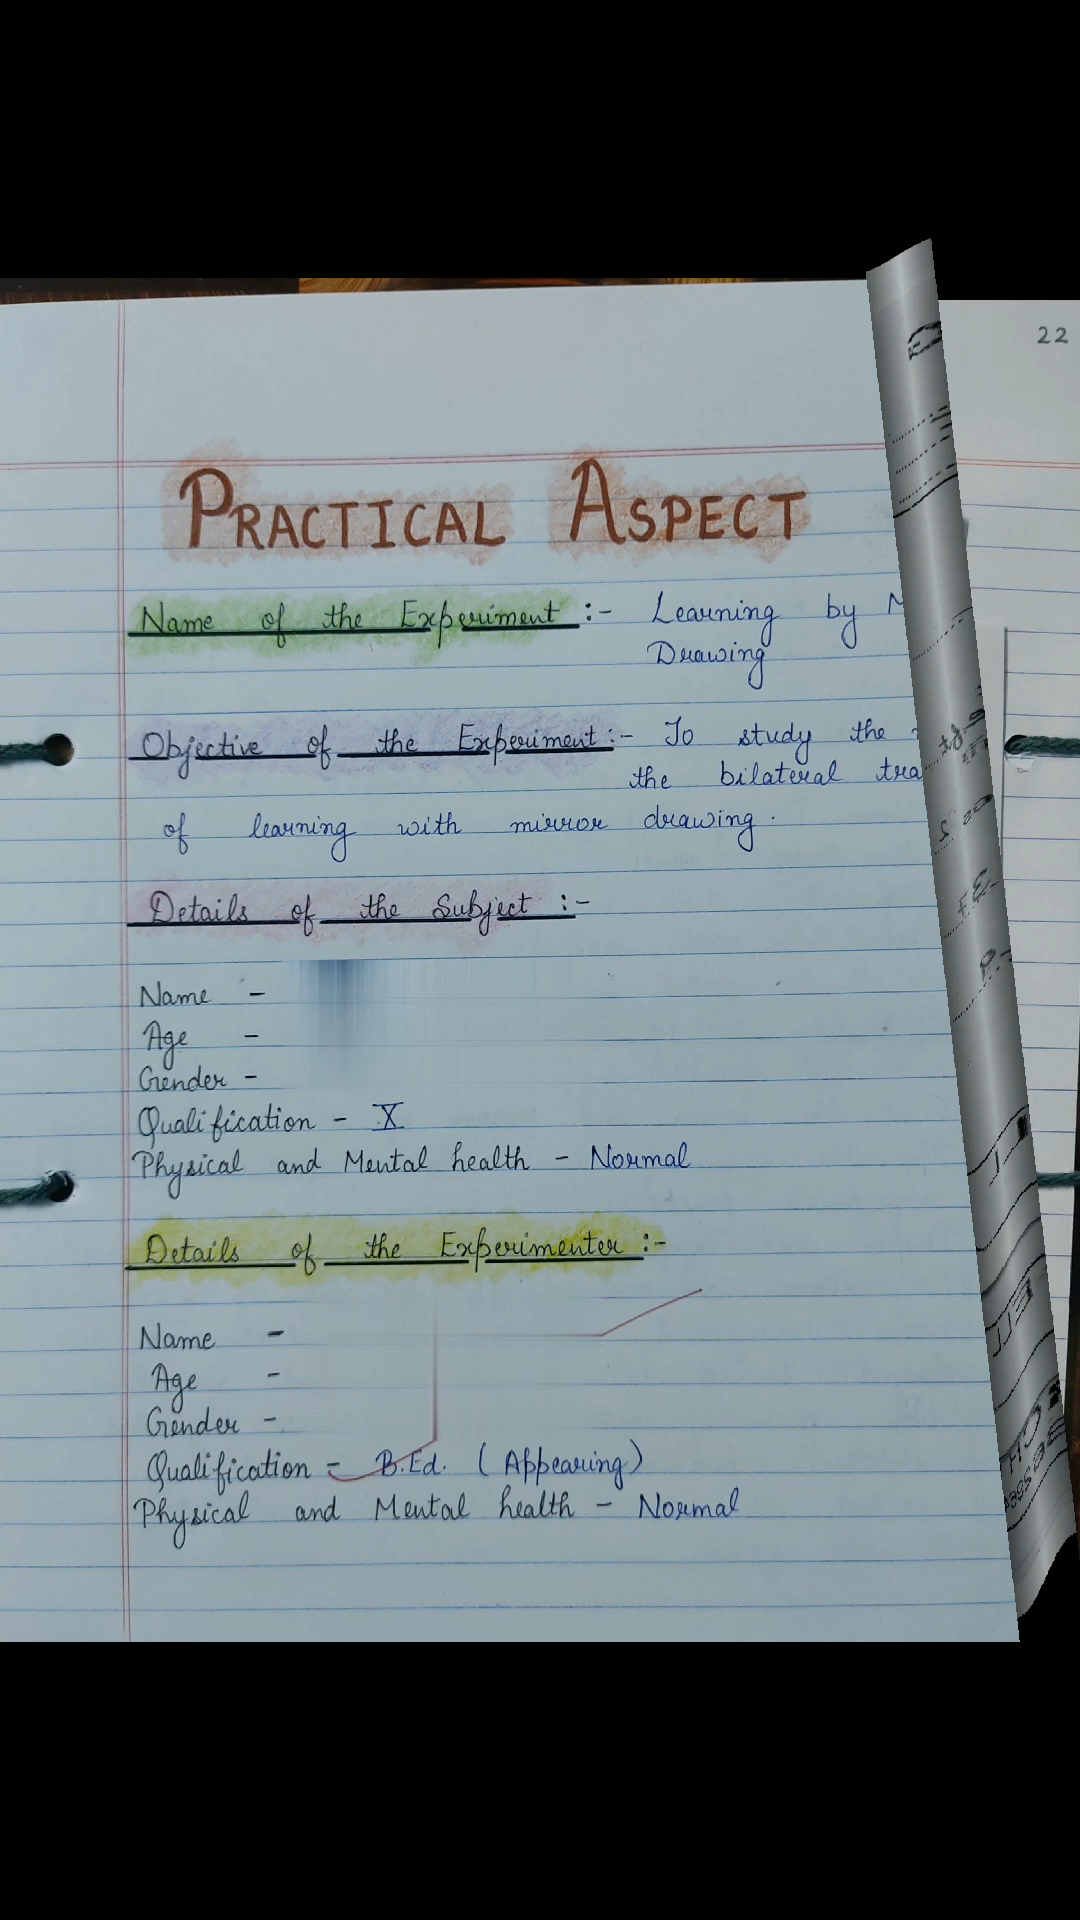 22
PRACTICAL ASPECT
Name of the Experiment :- Learning by
Drawing
Objective of the Experiment :- To study the
the bilateral
of learning with mirror drawing.
Details of the Subject :-
Name -
Age -
Gender -
Qualification - X
Physical and Mental health - Normal
Details of the Experimenter :-
Name -
Age -
Gender -
Qualification - B.Ed. (Appearing)
Physical and Mental health - Normal